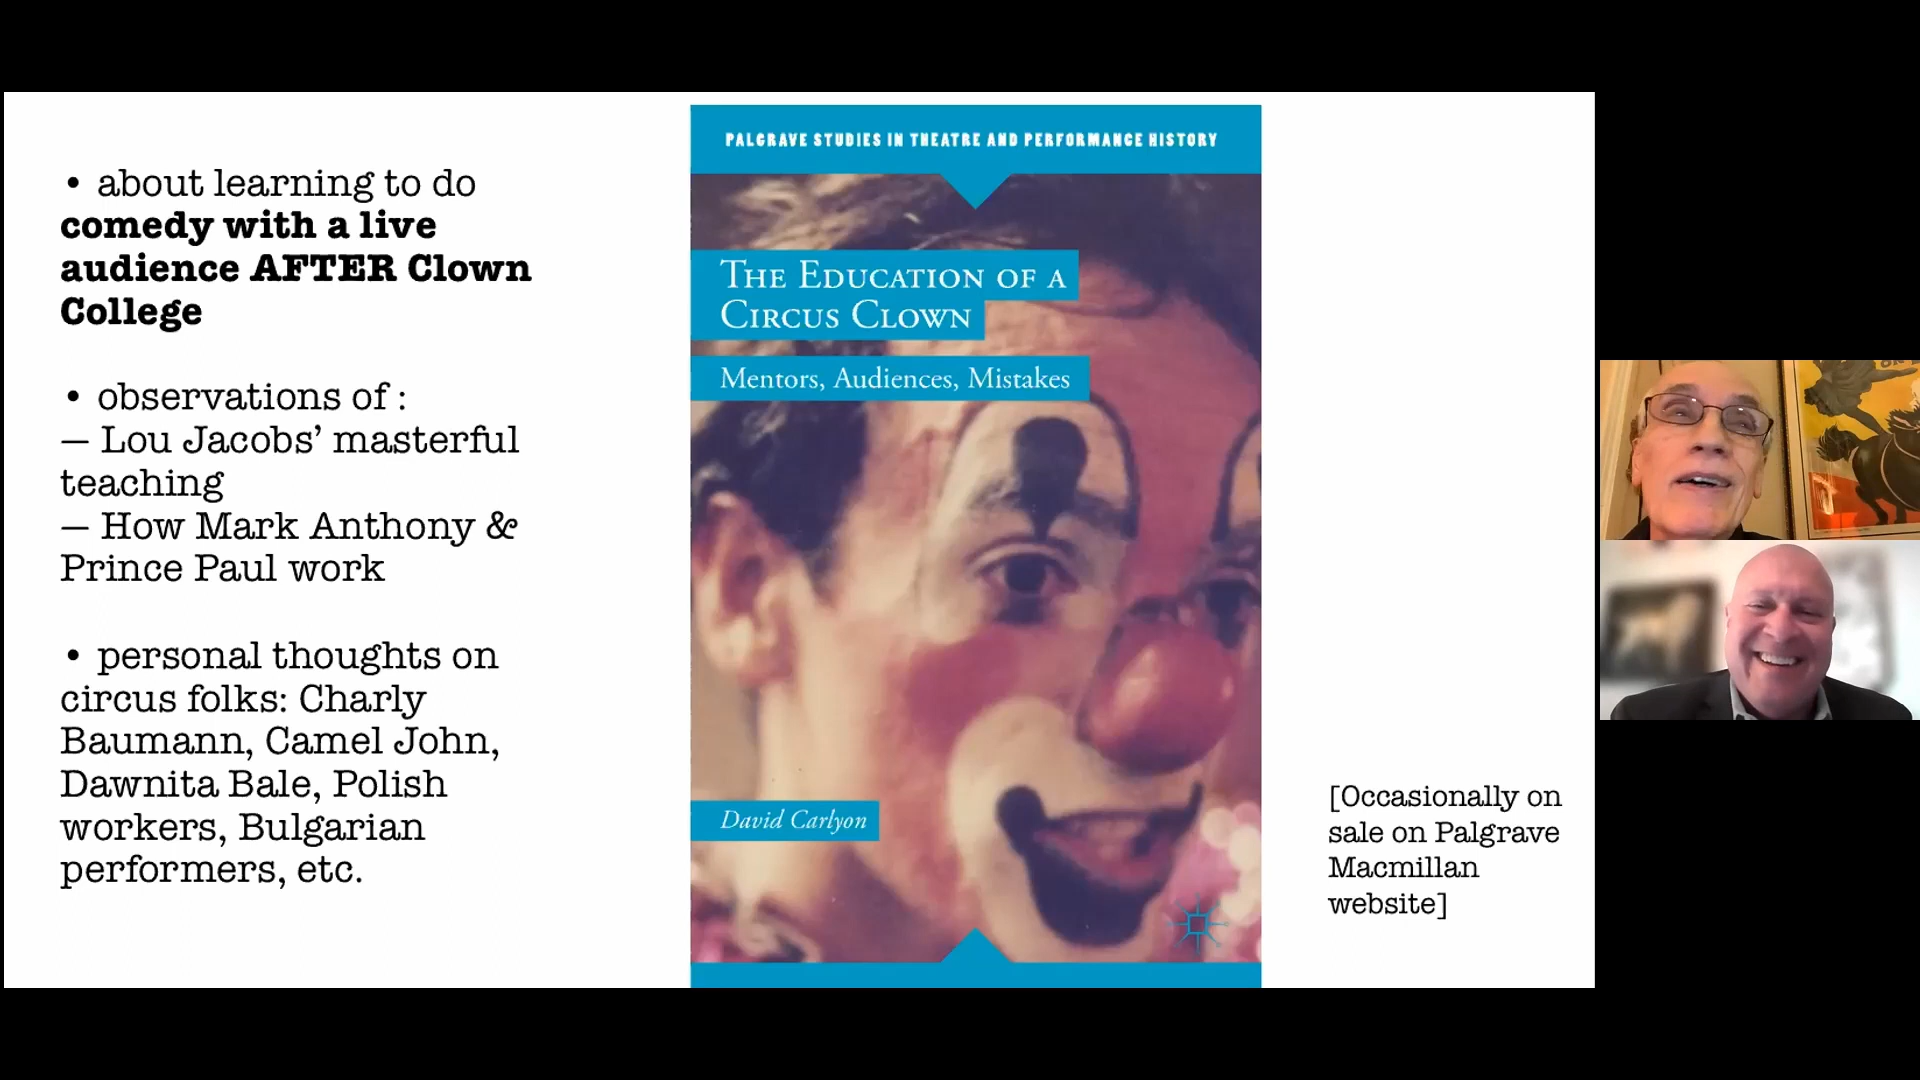 • about learning to do
comedy with a live
audience AFTER Clown
College
• observations of :
— Lou Jacobs’ masterful
teaching
— How Mark Anthony &
Prince Paul work
• personal thoughts on
circus folks: Charly
Baumann, Camel John,
Dawnita Bale, Polish
workers, Bulgarian
performers, etc.
PALGRAVE STUDIES IN THEATRE AND PERFORMANCE HISTORY
THE EDUCATION OF A
CIRCUS CLOWN
Mentors, Audiences, Mistakes
David Carlyon
[Occasionally on
sale on Palgrave
Macmillan
website]